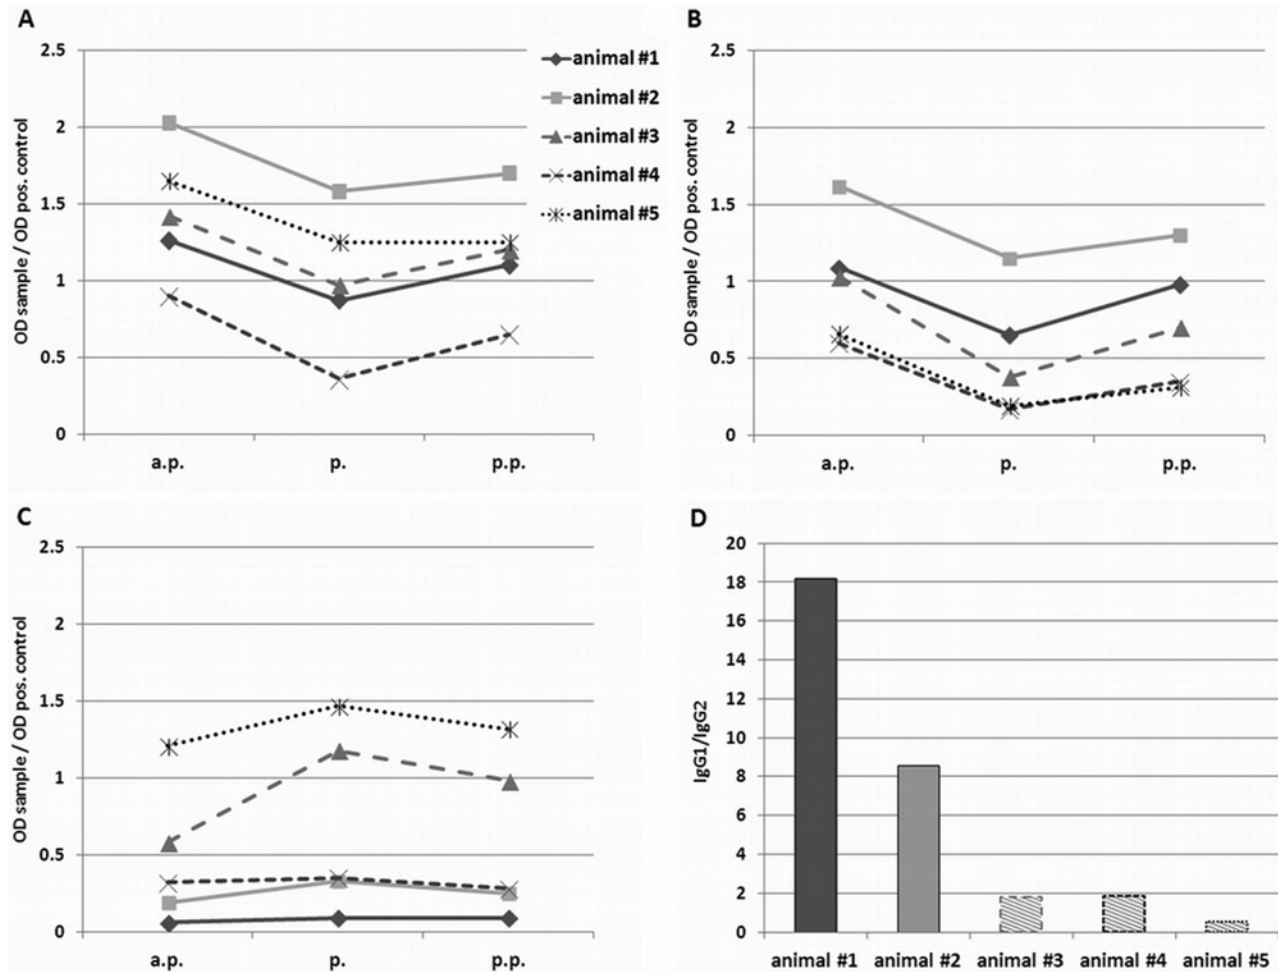 A
2.5
2
1.5
1
0.5
0
OD sample / OD pos. control
a.p. p. p.p.
animal #1
animal #2
animal #3
animal #4
animal #5
B
2.5
2
1.5
1
0.5
0
OD sample / OD pos. control
a.p. p. p.p.
C
2.5
2
1.5
1
0.5
0
OD sample / OD pos. control
a.p. p. p.p.
D
20
18
16
14
12
10
8
6
4
2
0
IgG1/IgG2
animal #1 animal #2 animal #3 animal #4 animal #5